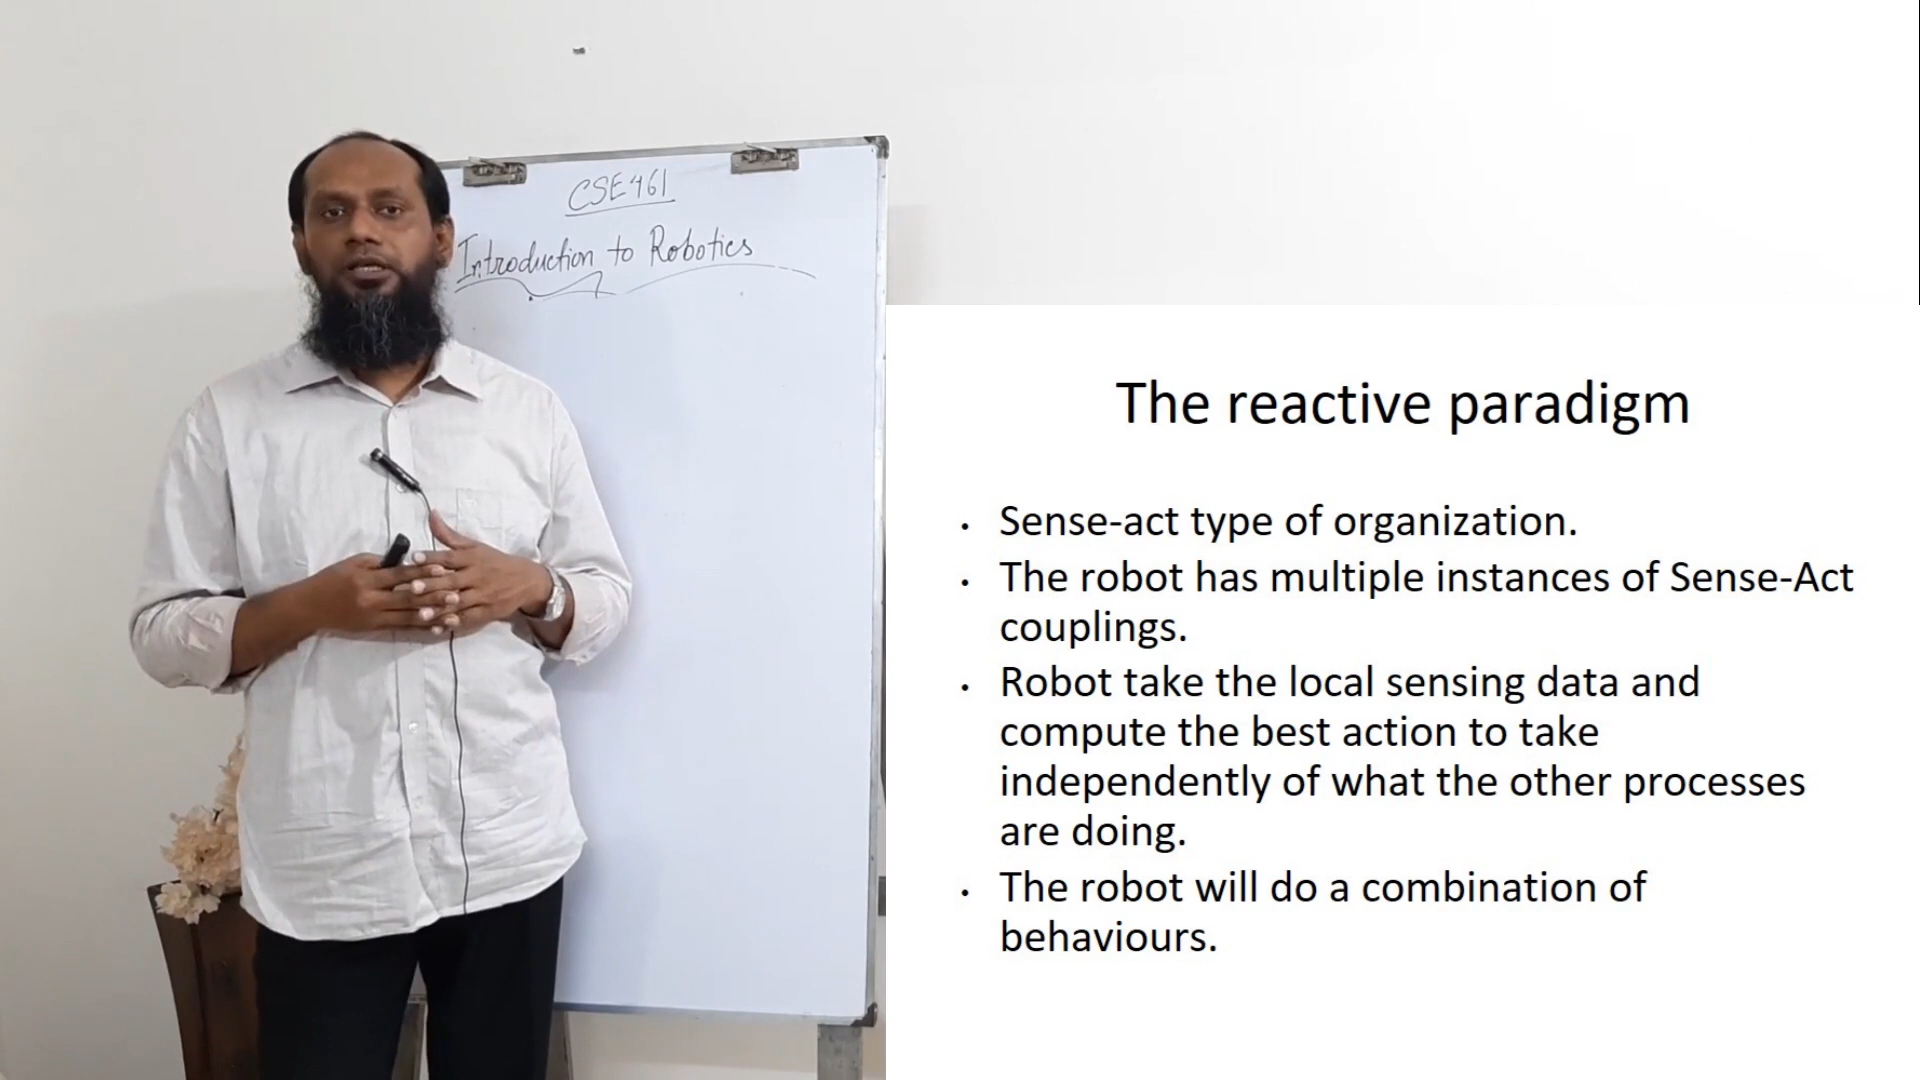 CSE461
Introduction to Robotics
The reactive paradigm
• Sense-act type of organization.
• The robot has multiple instances of Sense-Act
couplings.
• Robot take the local sensing data and
compute the best action to take
independently of what the other processes
are doing.
• The robot will do a combination of
behaviours.